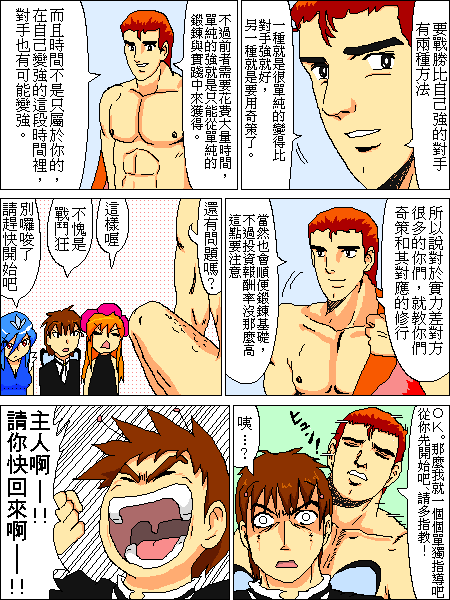 要戰勝比自己強的對手
有兩種方法
一種就是很單純的變得比
對手強就好，
另一種就是要用奇策了。
不過前者需要花費大量時間，
單純的強就是只能從單純的
鍛鍊與實踐中來獲得。
而且時間不是只屬於你的，
在自己變強的這段時間裡，
對手也有可能變強。
所以說對於實力差對方
很多的你們，就教你們
奇策和其對應的修行
當然也會順便鍛鍊基礎，
不過投資報酬率沒那麼高
這點要注意
還有問題嗎？
這樣喔
不愧是
戰鬥狂
別囉唆了
請趕快開始吧
ＯＫ。那麼我就一個個單獨指導吧
從你先開始吧，請多指教！
咦…？
主人啊──!!
請你快回來啊──!!